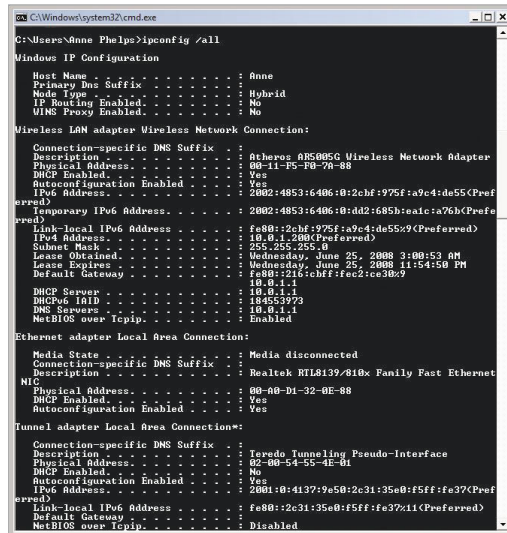 C:\Windows\system32\cmd.exe
C:\Users\Anne Phelps>ipconfig /all
Windows IP Configuration
Host Name . . . . . . . . . . . . : Anne
Primary Dns Suffix  . . . . . . . :
Node Type . . . . . . . . . . . . : Hybrid
IP Routing Enabled. . . . . . . . : No
WINS Proxy Enabled. . . . . . . . : No
Wireless LAN adapter Wireless Network Connection:
Connection-specific DNS Suffix  . :
Description . . . . . . . . . . . : Atheros AR5005G Wireless Network Adapter
Physical Address. . . . . . . . . : 00-11-F5-F0-7A-88
DHCP Enabled. . . . . . . . . . . : Yes
Autoconfiguration Enabled . . . . : Yes
IPv6 Address. . . . . . . . . . . : 2002:4853:6406:0:2cbf:975f:a9c4:de55(Pref
erred)
Temporary IPv6 Address. . . . . . : 2002:4853:6406:0:dd2:685b:ea1c:a76b(Prefe
rred)
Link-local IPv6 Address . . . . . : fe80::2cbf:975f:a9c4:de55%9(Preferred)
IPv4 Address. . . . . . . . . . . : 10.0.1.200(Preferred)
Subnet Mask . . . . . . . . . . . : 255.255.255.0
Lease Obtained. . . . . . . . . . : Wednesday, June 25, 2008 3:00:53 AM
Lease Expires . . . . . . . . . . : Wednesday, June 25, 2008 11:54:50 PM
Default Gateway . . . . . . . . . : fe80::216:cbff:fec2:ce30%9
10.0.1.1
DHCP Server . . . . . . . . . . . : 10.0.1.1
DHCPv6 IAID . . . . . . . . . . . : 184553973
DNS Servers . . . . . . . . . . . : 10.0.1.1
NetBIOS over Tcpip. . . . . . . . : Enabled
Ethernet adapter Local Area Connection:
Media State . . . . . . . . . . . : Media disconnected
Connection-specific DNS Suffix  . :
Description . . . . . . . . . . . : Realtek RTL8139/810x Family Fast Ethernet
NIC
Physical Address. . . . . . . . . : 00-A0-D1-32-0E-88
DHCP Enabled. . . . . . . . . . . : Yes
Autoconfiguration Enabled . . . . : Yes
Tunnel adapter Local Area Connection*:
Connection-specific DNS Suffix  . :
Description . . . . . . . . . . . : Teredo Tunneling Pseudo-Interface
Physical Address. . . . . . . . . : 02-00-54-55-4E-01
DHCP Enabled. . . . . . . . . . . : No
Autoconfiguration Enabled . . . . : Yes
IPv6 Address. . . . . . . . . . . : 2001:0:4137:9e50:2c31:35e0:f5ff:fe37(Pref
erred)
Link-local IPv6 Address . . . . . : fe80::2c31:35e0:f5ff:fe37%11(Preferred)
Default Gateway . . . . . . . . . :
NetBIOS over Tcpip. . . . . . . . : Disabled